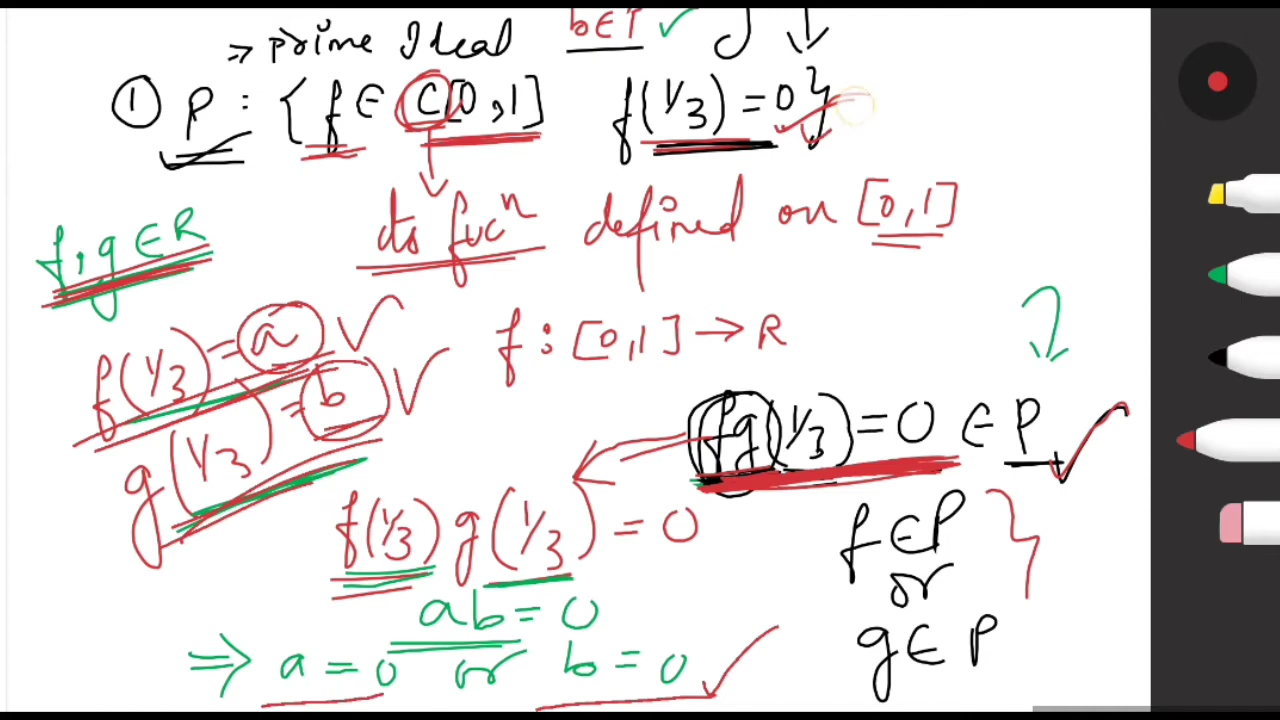 ⇒ prime Ideal b∈P
① P : { f ∈ C[0,1] f(1/3) = 0}
cts fucⁿ defined on [0,1]
f, g ∈ R
f(1/3) = a
f : [0,1] → R
g(1/3) = b
(fg)(1/3) = 0 ∈ P
f(1/3) g(1/3) = 0
f ∈ P
or
g ∈ P
ab = 0
⇒ a = 0 or b = 0